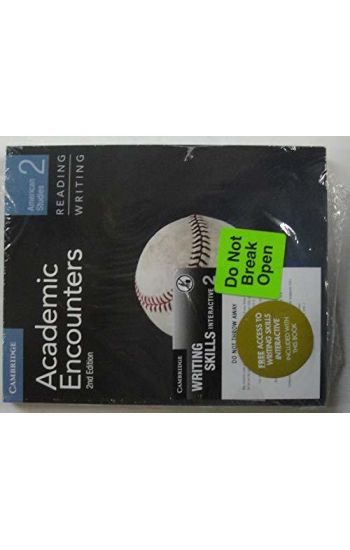 CAMBRIDGE
Academic
Encounters
2nd Edition
2
American
Studies
READING
WRITING
Do Not
Break
Open
CAMBRIDGE
WRITING
SKILLS
INTERACTIVE 2
DO NOT THROW AWAY
FREE ACCESS TO
WRITING SKILLS
INTERACTIVE
INCLUDED WITH
THIS BOOK